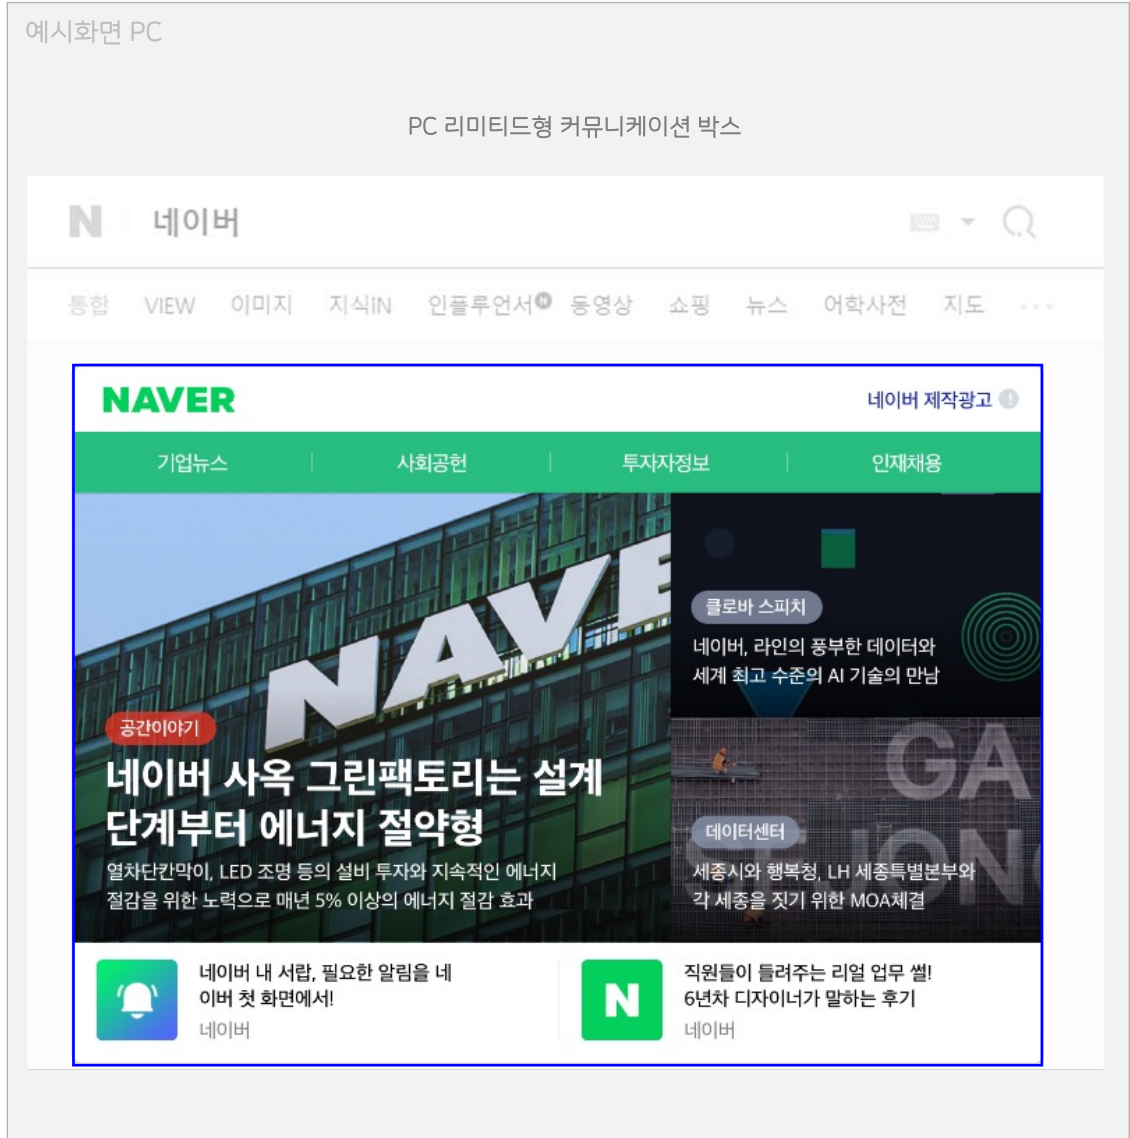 예시화면 PC
PC 리미티드형 커뮤니케이션 박스
N 네이버
통합 VIEW 이미지 지식iN 인플루언서N 동영상 쇼핑 뉴스 어학사전 지도 ···
NAVER 네이버 제작광고 !
기업뉴스 | 사회공헌 | 투자자정보 | 인재채용
NAVE
공간이야기
네이버 사옥 그린팩토리는 설계
단계부터 에너지 절약형
열차단칸막이, LED 조명 등의 설비 투자와 지속적인 에너지
절감을 위한 노력으로 매년 5% 이상의 에너지 절감 효과
클로바 스피치
네이버, 라인의 풍부한 데이터와
세계 최고 수준의 AI 기술의 만남
GA
SEJONG
데이터센터
세종시와 행복청, LH 세종특별본부와
각 세종을 짓기 위한 MOA체결
네이버 내 서랍, 필요한 알림을 네
이버 첫 화면에서!
네이버
N
직원들이 들려주는 리얼 업무 썰!
6년차 디자이너가 말하는 후기
네이버